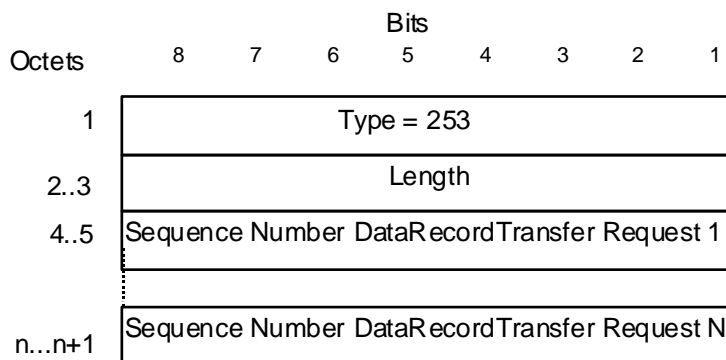 Bits
Octets 8 7 6 5 4 3 2 1
1 Type = 253
2..3 Length
4..5 Sequence Number DataRecordTransfer Request 1
n...n+1 Sequence Number DataRecordTransfer Request N